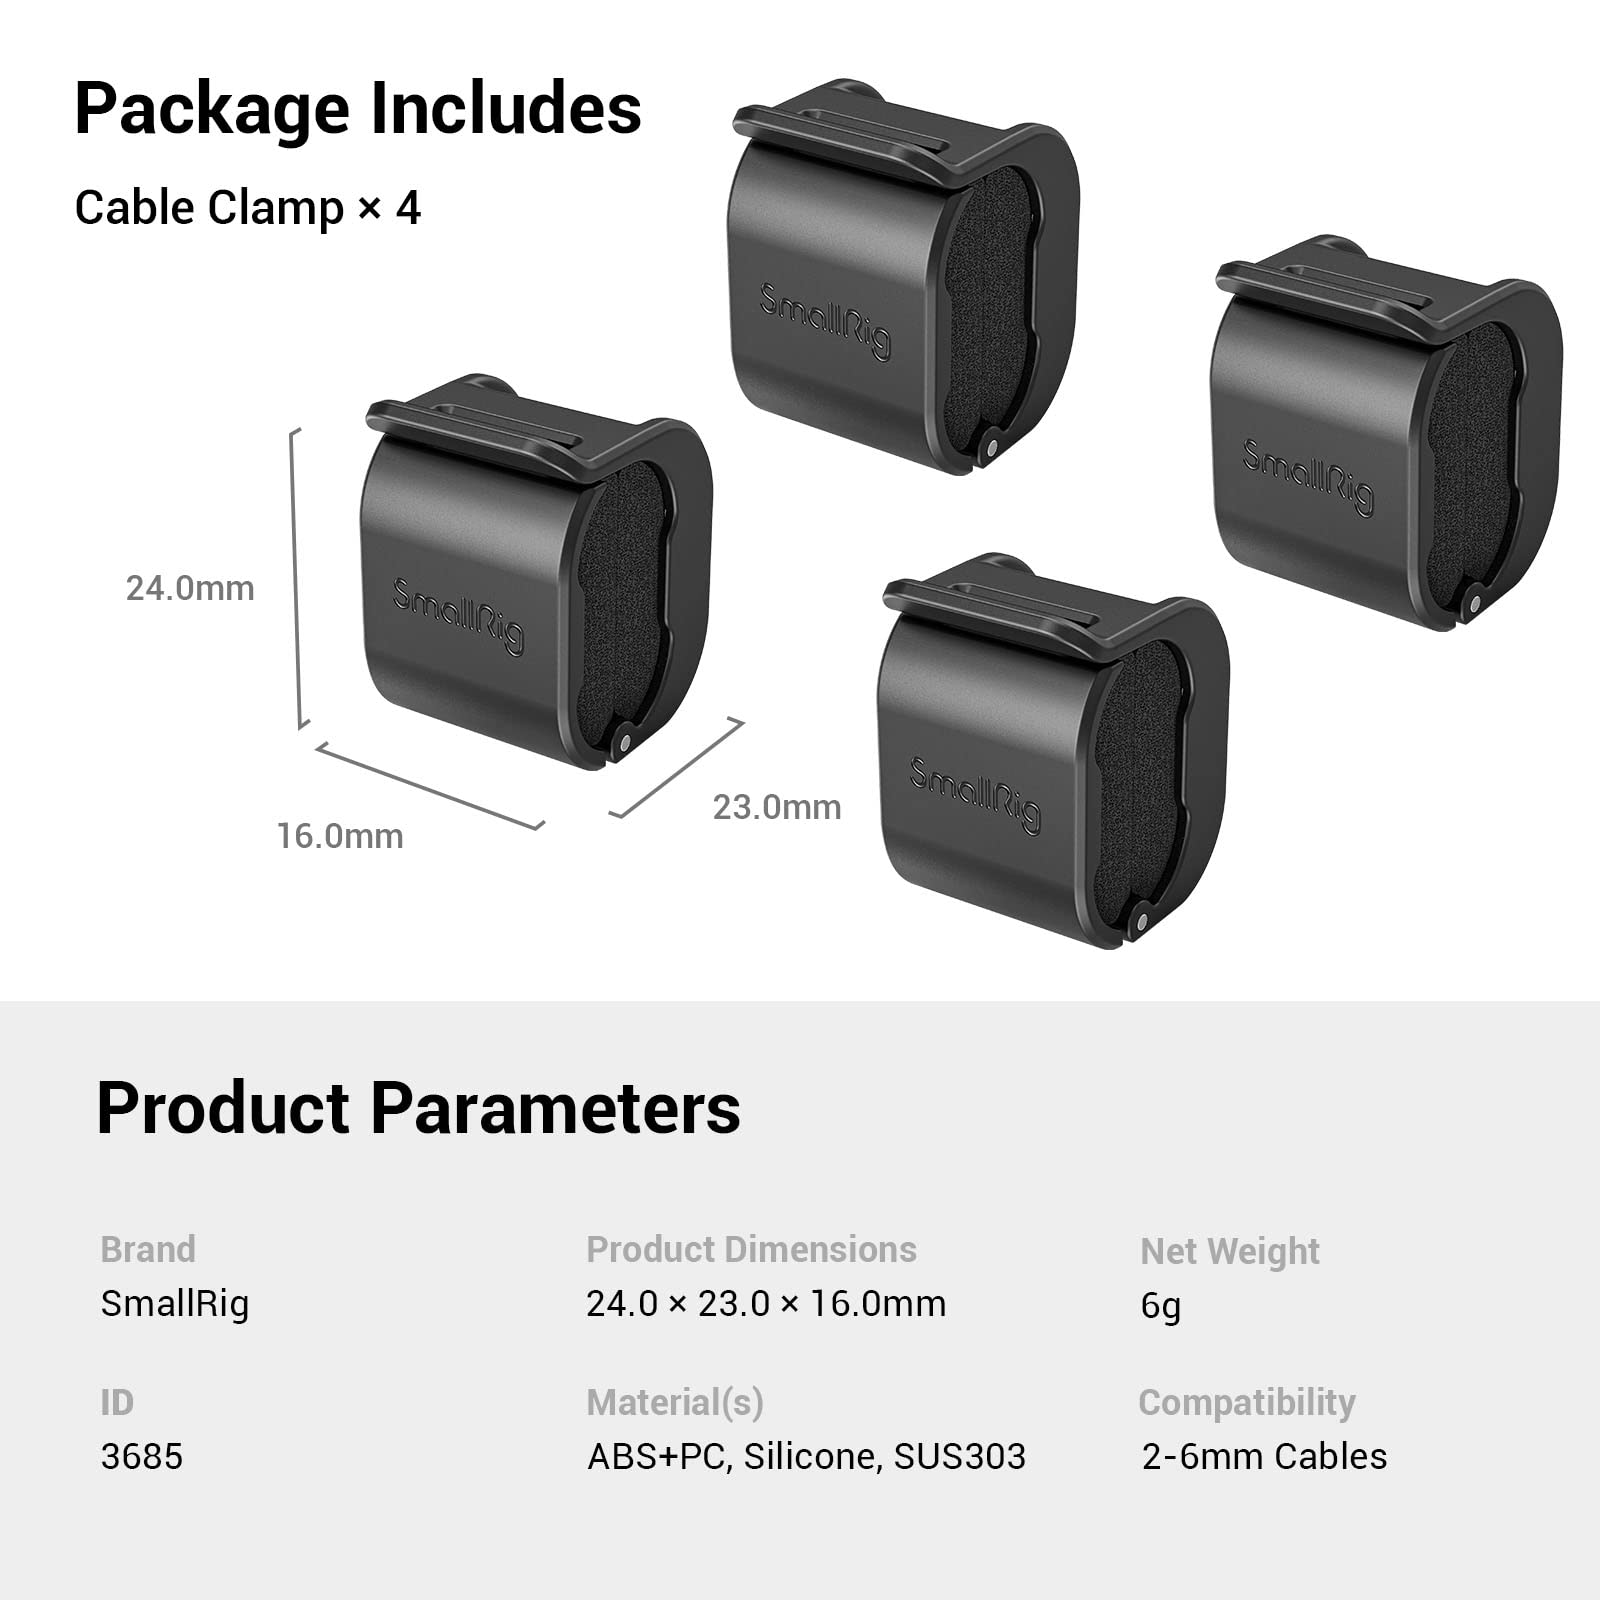 Package Includes
Cable Clamp × 4
SmallRig
SmallRig
SmallRig
SmallRig
24.0mm
16.0mm
23.0mm
Product Parameters
Brand
SmallRig
Product Dimensions
24.0 × 23.0 × 16.0mm
Net Weight
6g
ID
3685
Material(s)
ABS+PC, Silicone, SUS303
Compatibility
2-6mm Cables